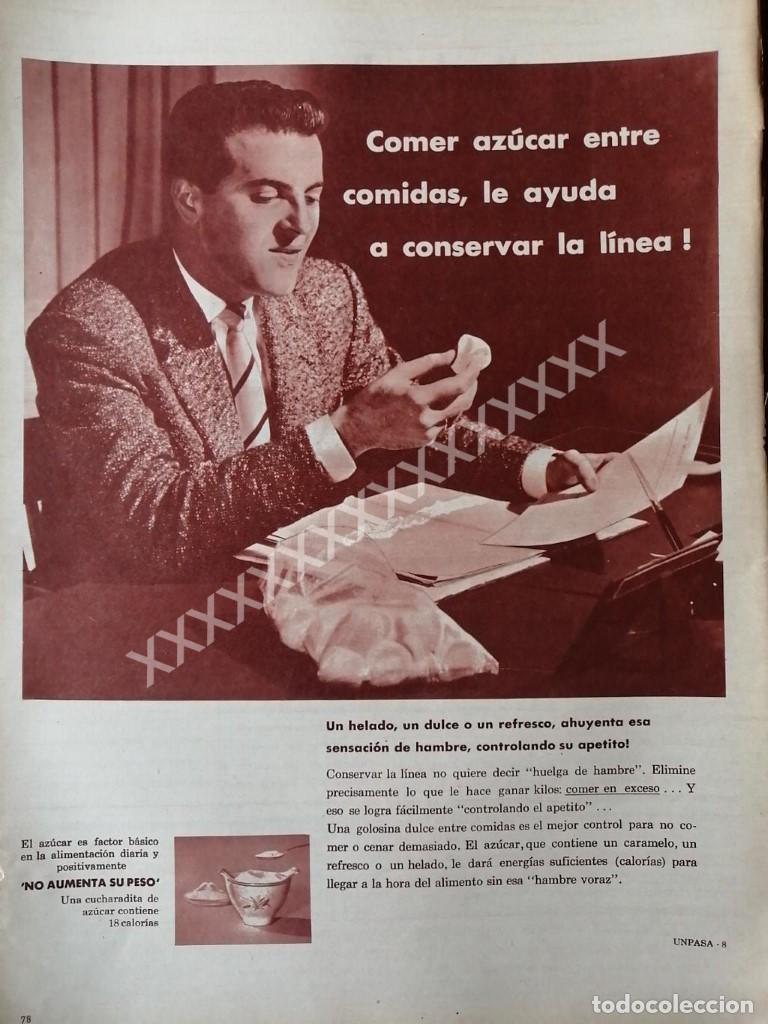 Comer azúcar entre
comidas, le ayuda
a conservar la línea !
XXXXXXXXXXXXXXXXXXXX
Un helado, un dulce o un refresco, ahuyenta esa
sensación de hambre, controlando su apetito!
Conservar la línea no quiere decir "huelga de hambre". Elimine
precisamente lo que le hace ganar kilos: comer en exceso . . . Y
eso se logra fácilmente "controlando el apetito" . . .
Una golosina dulce entre comidas es el mejor control para no co-
mer o cenar demasiado. El azúcar, que contiene un caramelo, un
refresco o un helado, le dará energías suficientes (calorías) para
llegar a la hora del alimento sin esa "hambre voraz".
El azúcar es factor básico
en la alimentación diaria y
positivamente
'NO AUMENTA SU PESO'
Una cucharadita de
azúcar contiene
18 calorías
UNPASA - 8
78
todocoleccion